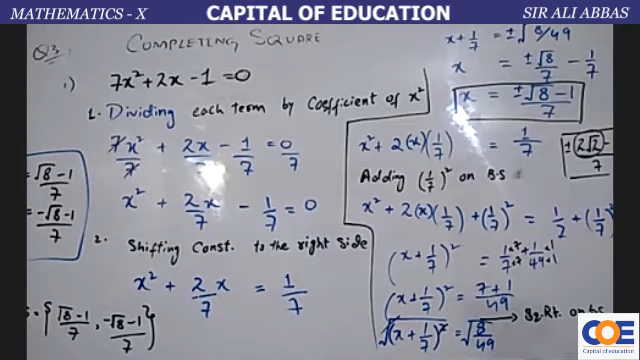 MATHEMATICS - X
CAPITAL OF EDUCATION
SIR ALI ABBAS
Q3 COMPLETING SQUARE
i) 7x²+2x-1=0
1. Dividing each term by Coefficient of x²
7x²/7 + 2x/7 - 1/7 = 0/7
x² + 2x/7 - 1/7 = 0
2. Shifting Const. to the right side
x² + 2x/7 = 1/7
= √8-1/7
= -√8-1/7
= {√8-1/7, -√8-1/7}
x² + 2(x)(1/7) = 1/7
Adding (1/7)² on B.S
x² + 2(x)(1/7) + (1/7)² = 1/7 + (1/7)²
(x+1/7)² = 1×7/7×7 + 1×1/49×1
(x+1/7)² = 7+1/49
√(x+1/7)² = √8/49
Sq. Rt. on b.s
x+1/7 = ±√8/49
x = ±√8/7 - 1/7
x = ±√8-1/7
±(2√2)-1/7
COE
Capital of education